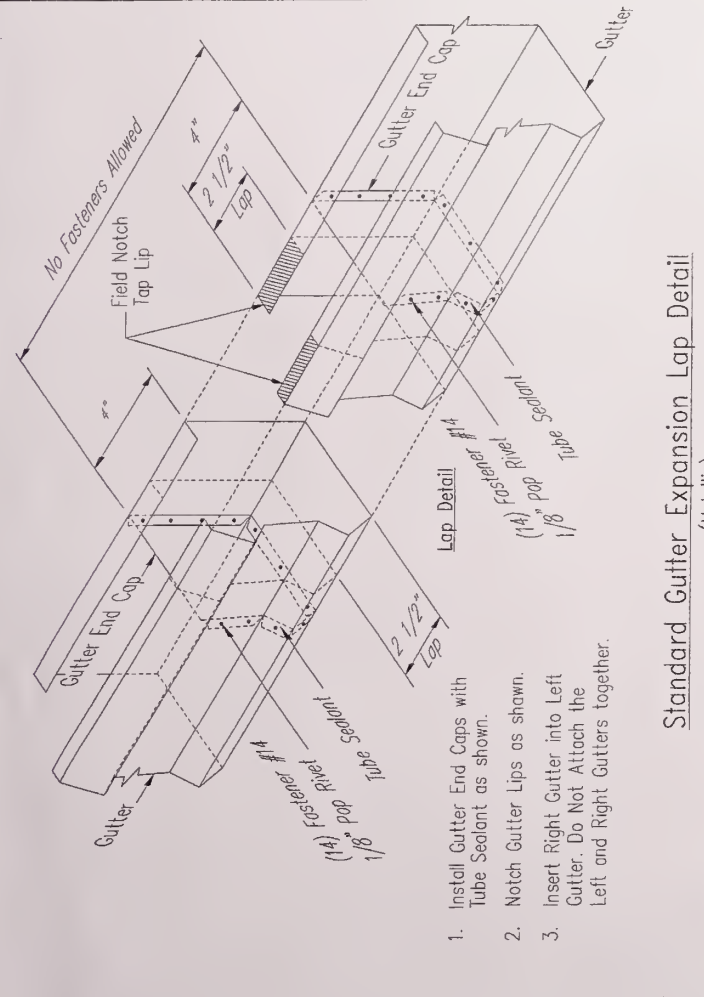 No Fasteners Allowed
4"
2 1/2"
Lap
Field Notch
Tap Lip
4"
Gutter End Cap
Gutter
Gutter End Cap
Gutter
2 1/2"
Lap
(14) Fastener #14
1/8" pop Rivet
Tube Sealant
Lap Detail
(14) Fastener #14
1/8" pop Rivet
Tube Sealant
1. Install Gutter End Caps with
Tube Sealant as shown.
2. Notch Gutter Lips as shawn.
3. Insert Right Gutter into Left
Gutter. Do Not Attach the
Left and Right Gutters together.
Standard Gutter Expansion Lap Detail